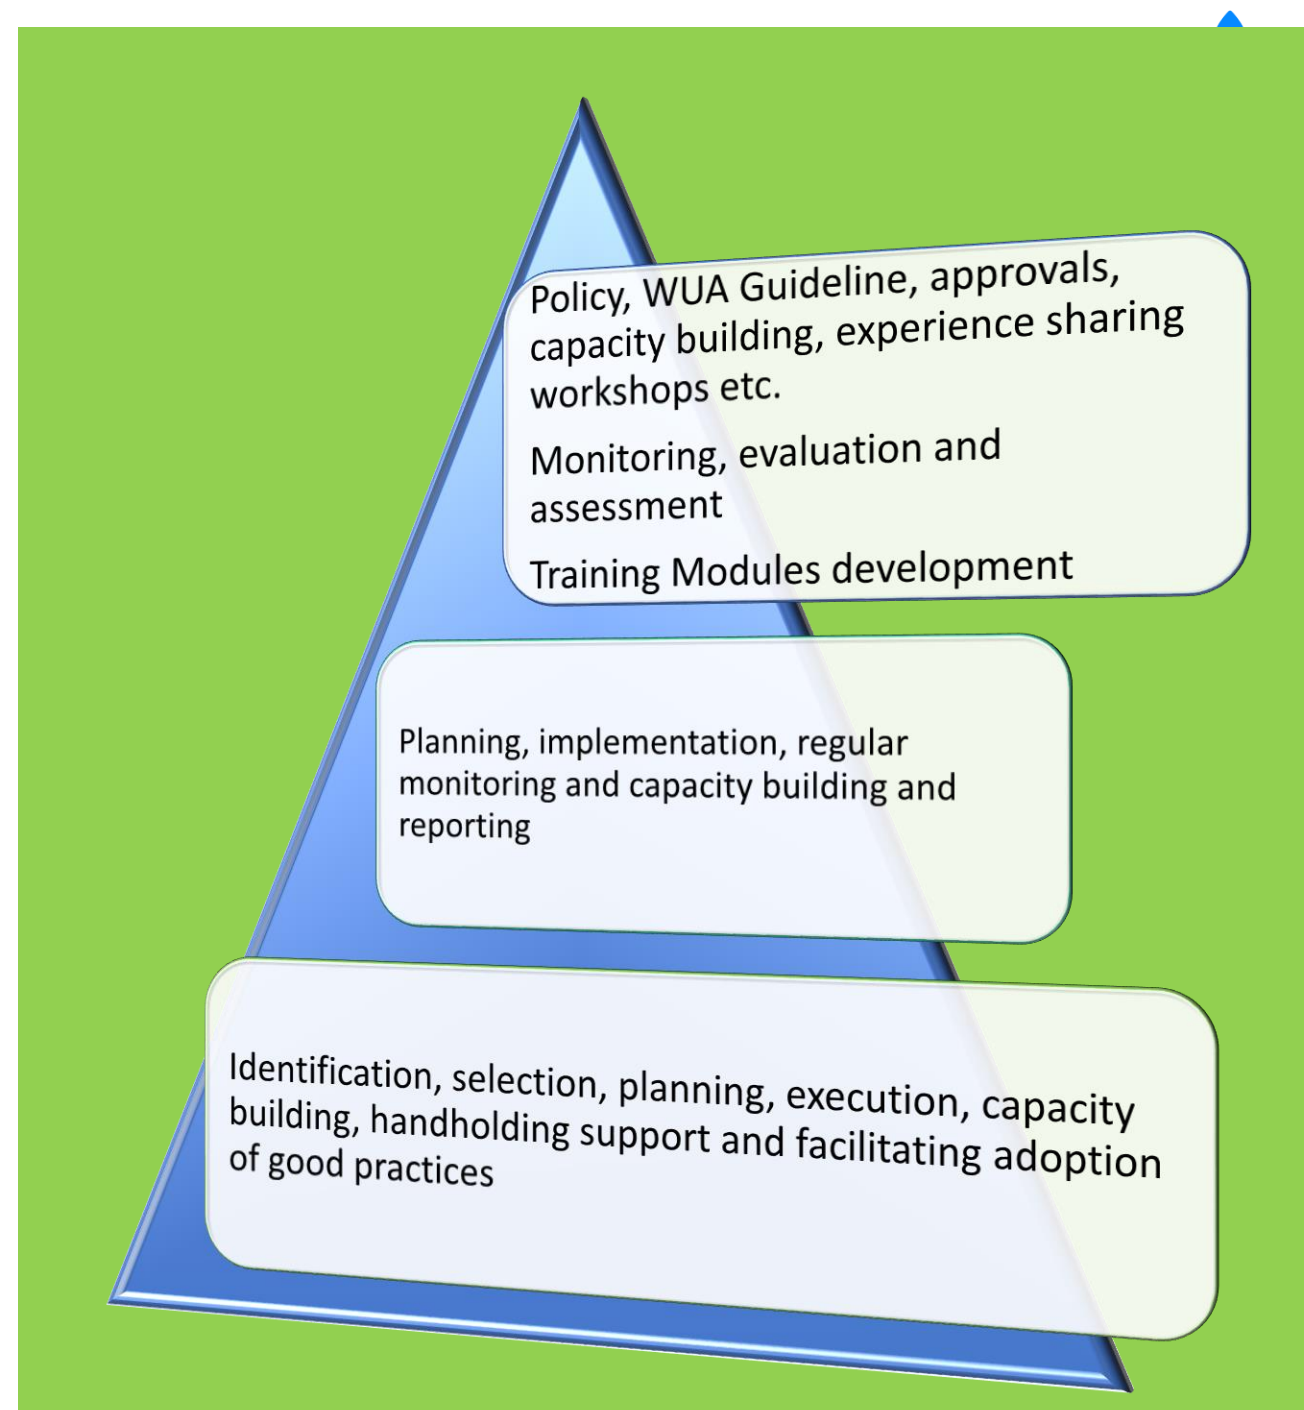 Policy, WUA Guideline, approvals,
capacity building, experience sharing
workshops etc.
Monitoring, evaluation and
assessment
Training Modules development
Planning, implementation, regular
monitoring and capacity building and
reporting
Identification, selection, planning, execution, capacity
building, handholding support and facilitating adoption
of good practices